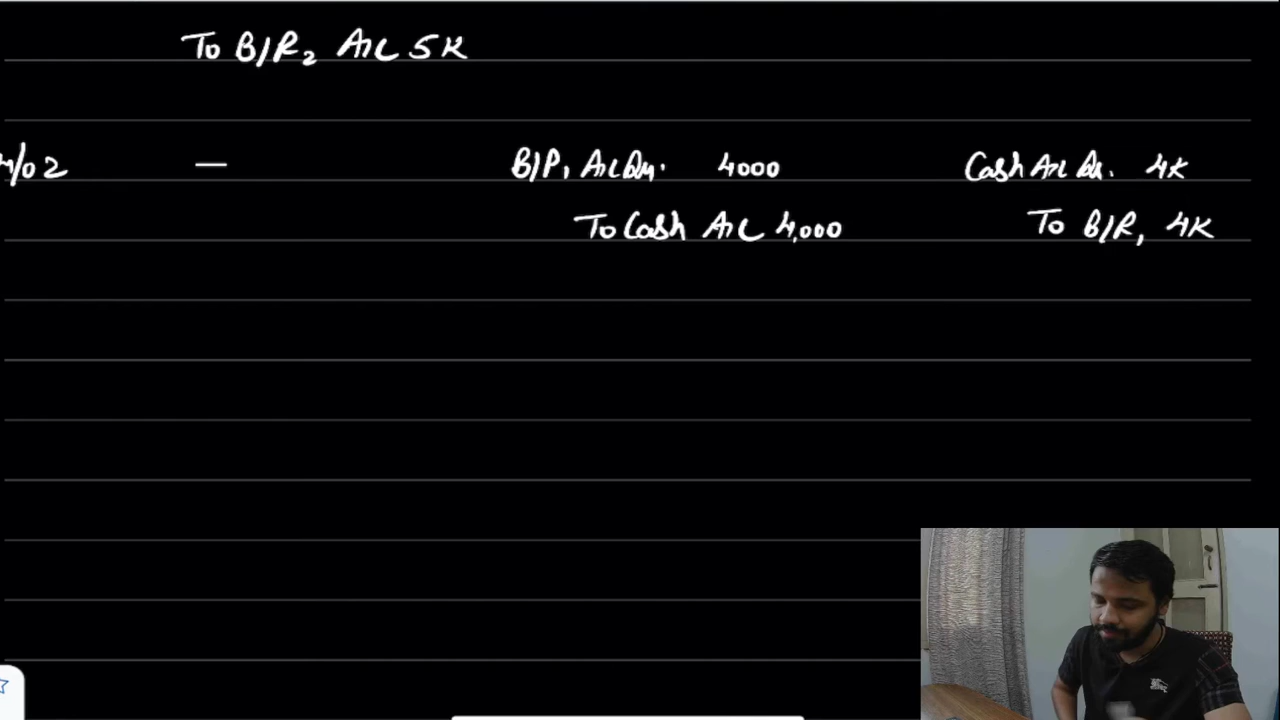 To B/R2 A/c 5K
/02 — B/P1 A/c Dr. 4000 Cash A/c Dr. 4K
To Cash A/c 4,000 To B/R1 4K